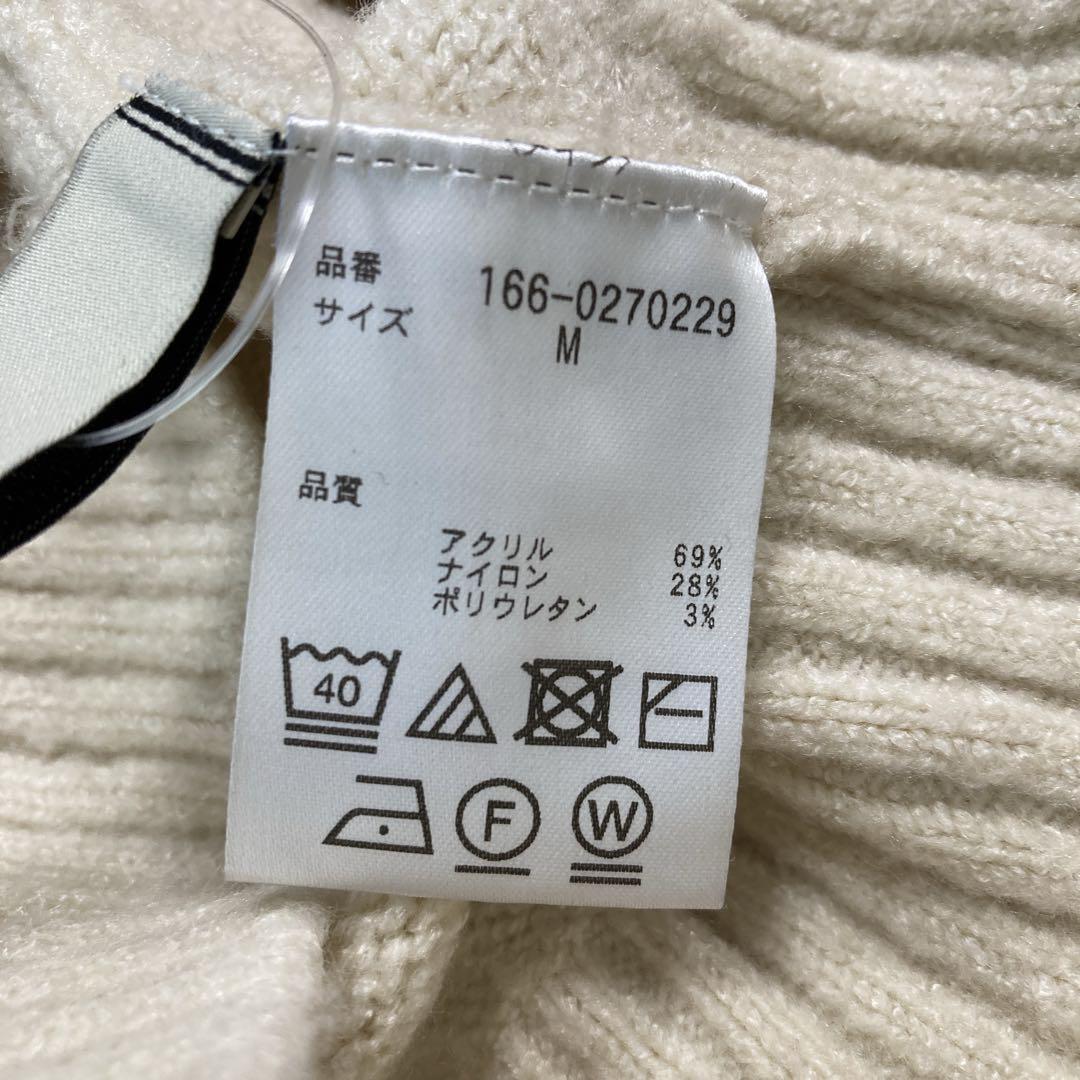 品番 166-0270229
サイズ M
品質
アクリル 69%
ナイロン 28%
ポリウレタン 3%
40
F W